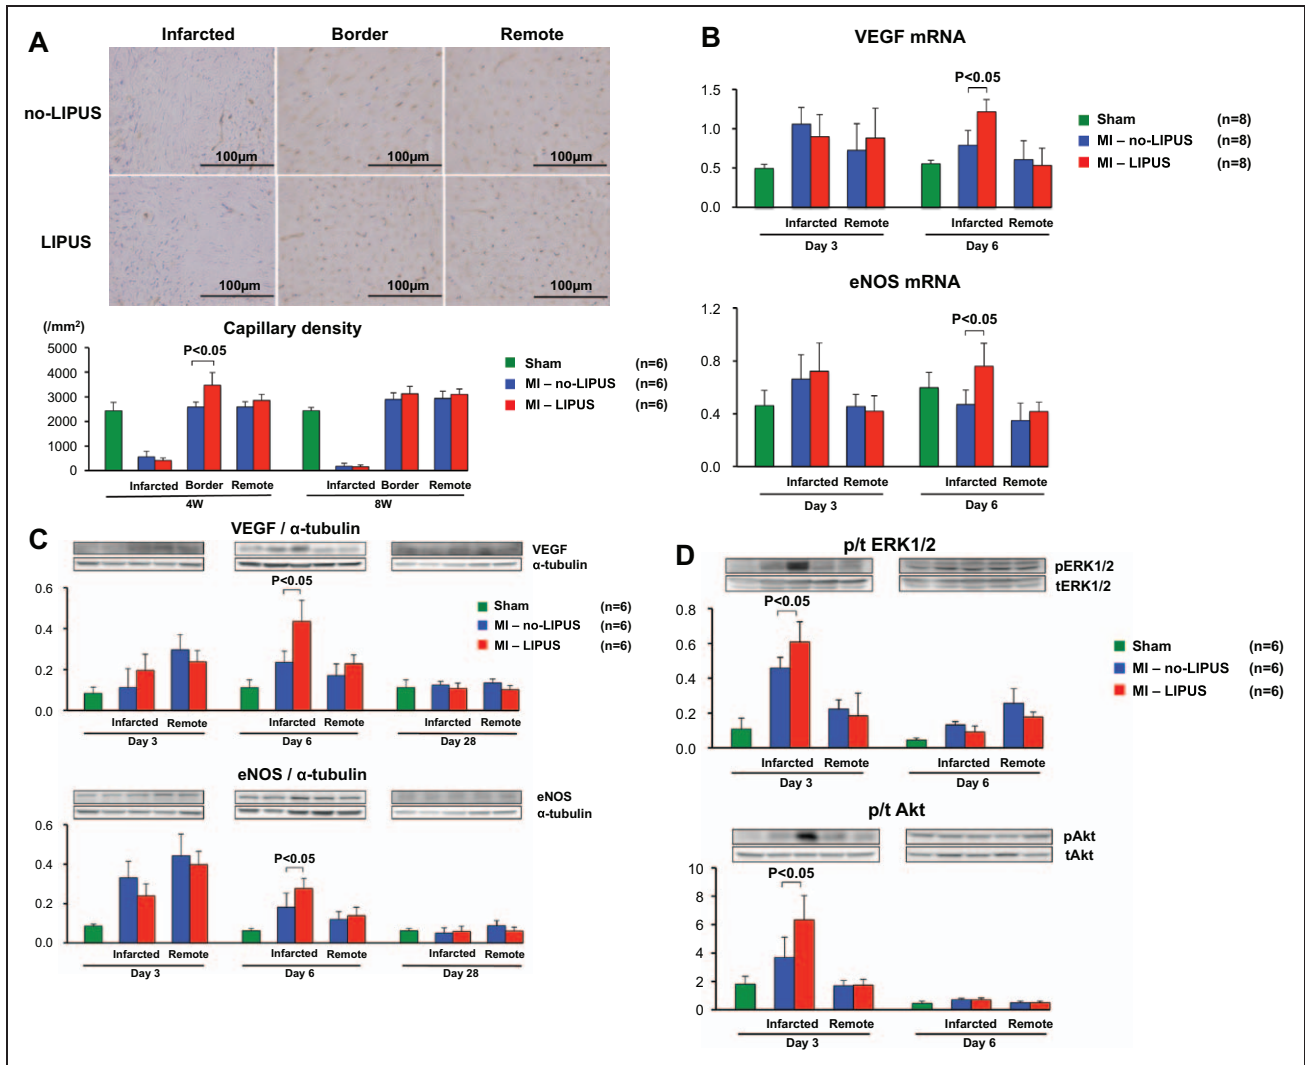 A
Infarcted Border Remote
no-LIPUS
100µm 100µm 100µm
LIPUS
100µm 100µm 100µm
Capillary density
(/mm²)
5000
4000
3000
2000
1000
0
P<0.05
Sham (n=6)
MI – no-LIPUS (n=6)
MI – LIPUS (n=6)
Infarcted Border Remote Infarcted Border Remote
4W 8W
B
VEGF mRNA
1.5
1.0
0.5
0.0
P<0.05
Sham (n=8)
MI – no-LIPUS (n=8)
MI – LIPUS (n=8)
Infarcted Remote Infarcted Remote
Day 3 Day 6
eNOS mRNA
1.2
0.8
0.4
0.0
P<0.05
Infarcted Remote Infarcted Remote
Day 3 Day 6
C
VEGF / α-tubulin
VEGF
α-tubulin
0.6
0.4
0.2
0.0
P<0.05
Sham (n=6)
MI – no-LIPUS (n=6)
MI – LIPUS (n=6)
Infarcted Remote Infarcted Remote Infarcted Remote
Day 3 Day 6 Day 28
eNOS / α-tubulin
eNOS
α-tubulin
0.6
0.4
0.2
0.0
P<0.05
Infarcted Remote Infarcted Remote Infarcted Remote
Day 3 Day 6 Day 28
D
p/t ERK1/2
pERK1/2
tERK1/2
0.8
0.6
0.4
0.2
0.0
P<0.05
Sham (n=6)
MI – no-LIPUS (n=6)
MI – LIPUS (n=6)
Infarcted Remote Infarcted Remote
Day 3 Day 6
p/t Akt
pAkt
tAkt
10
8
6
4
2
0
P<0.05
Infarcted Remote Infarcted Remote
Day 3 Day 6